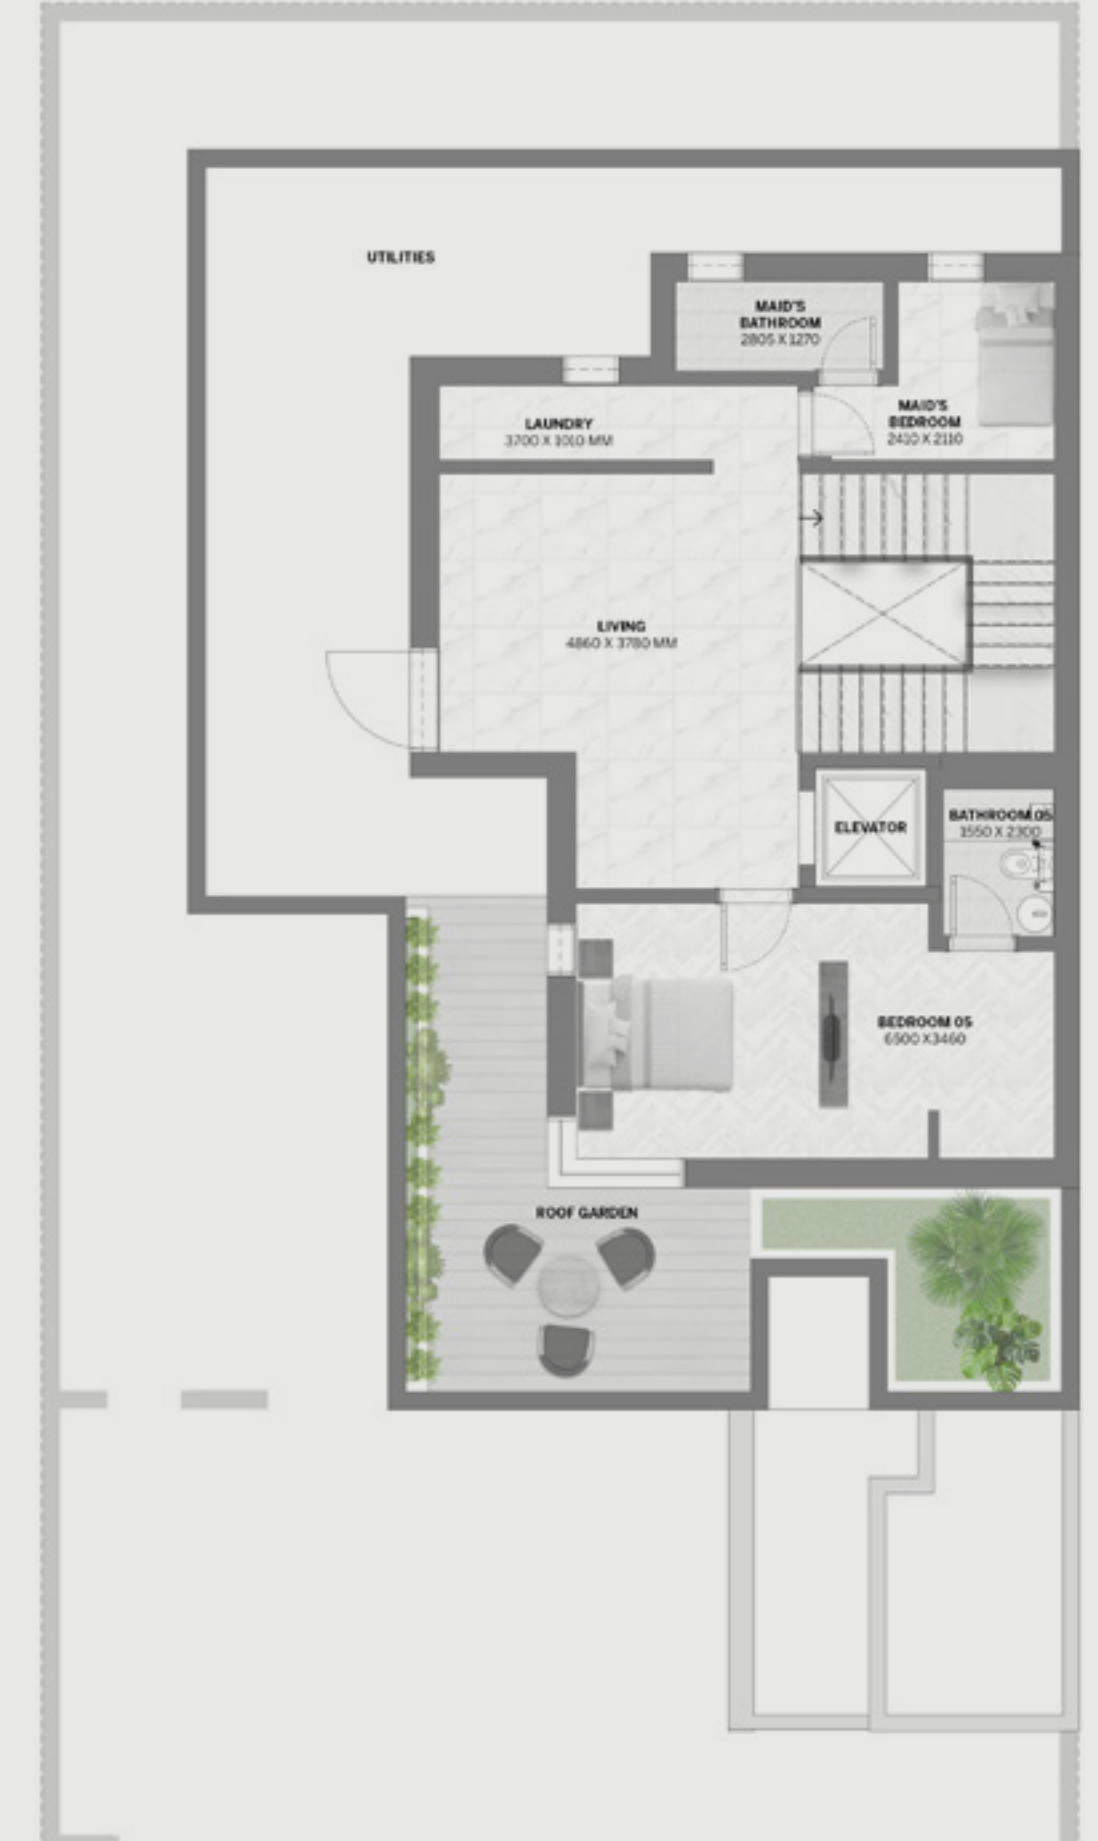 UTILITIES
MAID'S
BATHROOM
2805 X 1270
MAID'S
BEDROOM
2410 X 2110
LAUNDRY
3700 X 1010 MM
LIVING
4860 X 3780 MM
ELEVATOR
BATHROOM 05
1550 X 2300
BEDROOM 05
6500 X3460
ROOF GARDEN